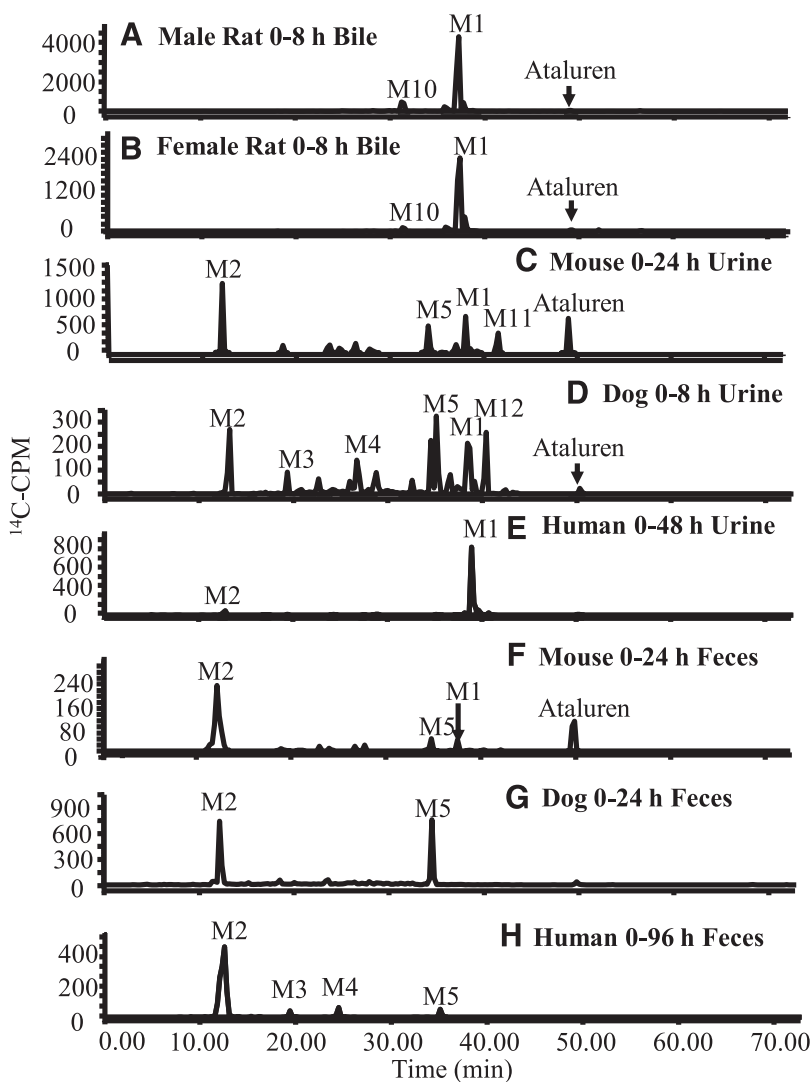 A Male Rat 0-8 h Bile
M1
4000
2000
0
M10
Ataluren
B Female Rat 0-8 h Bile
M1
2400
1200
0
M10
Ataluren
C Mouse 0-24 h Urine
1500
1000
500
0
M2
M5
M1
M11
Ataluren
D Dog 0-8 h Urine
300
200
100
0
M2
M3
M4
M5
M1
M12
Ataluren
14C-CPM
E Human 0-48 h Urine
800
600
400
0
M2
M1
F Mouse 0-24 h Feces
240
160
80
0
M2
M5
M1
Ataluren
G Dog 0-24 h Feces
900
600
300
0
M2
M5
H Human 0-96 h Feces
400
200
0
M2
M3
M4
M5
0.00 10.00 20.00 30.00 40.00 50.00 60.00 70.00
Time (min)